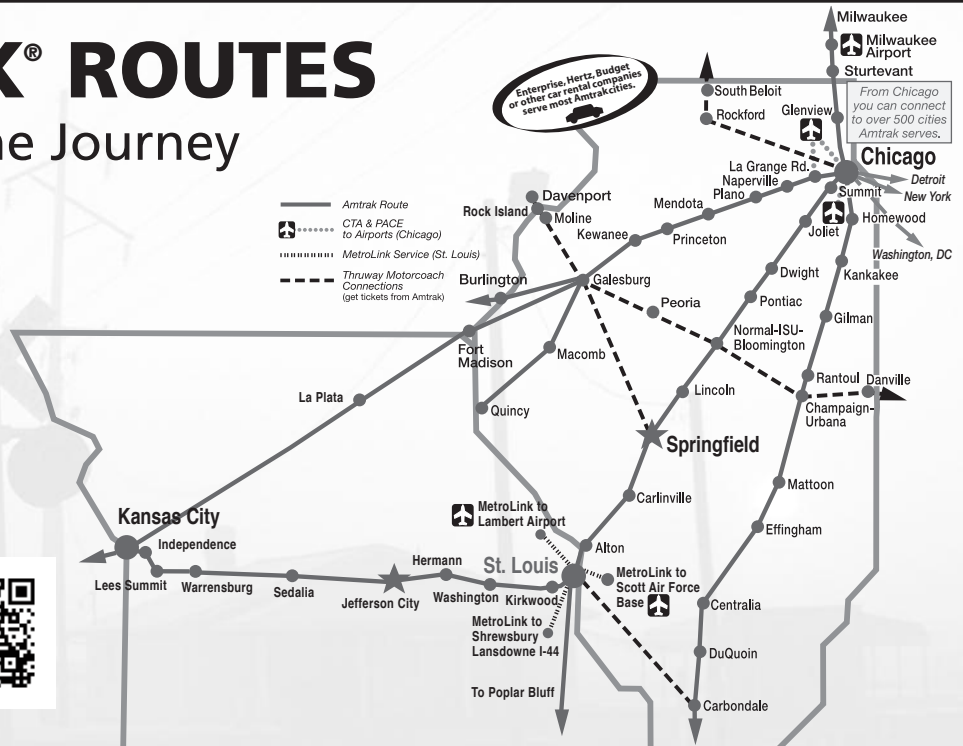 K® ROUTES
he Journey
Enterprise, Hertz, Budget
or other car rental companies
serve most Amtrak cities.
Amtrak Route
CTA & PACE
to Airports (Chicago)
MetroLink Service (St. Louis)
Thruway Motorcoach
Connections
(get tickets from Amtrak)
Milwaukee
Milwaukee
Airport
Sturtevant
From Chicago
you can connect
to over 500 cities
Amtrak serves.
South Beloit
Rockford
Glenview
Chicago
La Grange Rd.
Naperville
Plano
Mendota
Princeton
Kewanee
Summit
Detroit
New York
Washington, DC
Joliet
Homewood
Davenport
Rock Island
Moline
Burlington
Galesburg
Peoria
Dwight
Pontiac
Normal-ISU-
Bloomington
Kankakee
Gilman
Rantoul
Danville
Champaign-
Urbana
Fort
Madison
Macomb
Quincy
La Plata
Lincoln
Springfield
Carlinville
Mattoon
Effingham
Kansas City
Independence
Lees Summit
Warrensburg
Sedalia
Jefferson City
Hermann
Washington
Kirkwood
St. Louis
Alton
MetroLink to
Lambert Airport
MetroLink to
Scott Air Force
Base
MetroLink to
Shrewsbury
Lansdowne I-44
To Poplar Bluff
Centralia
DuQuoin
Carbondale